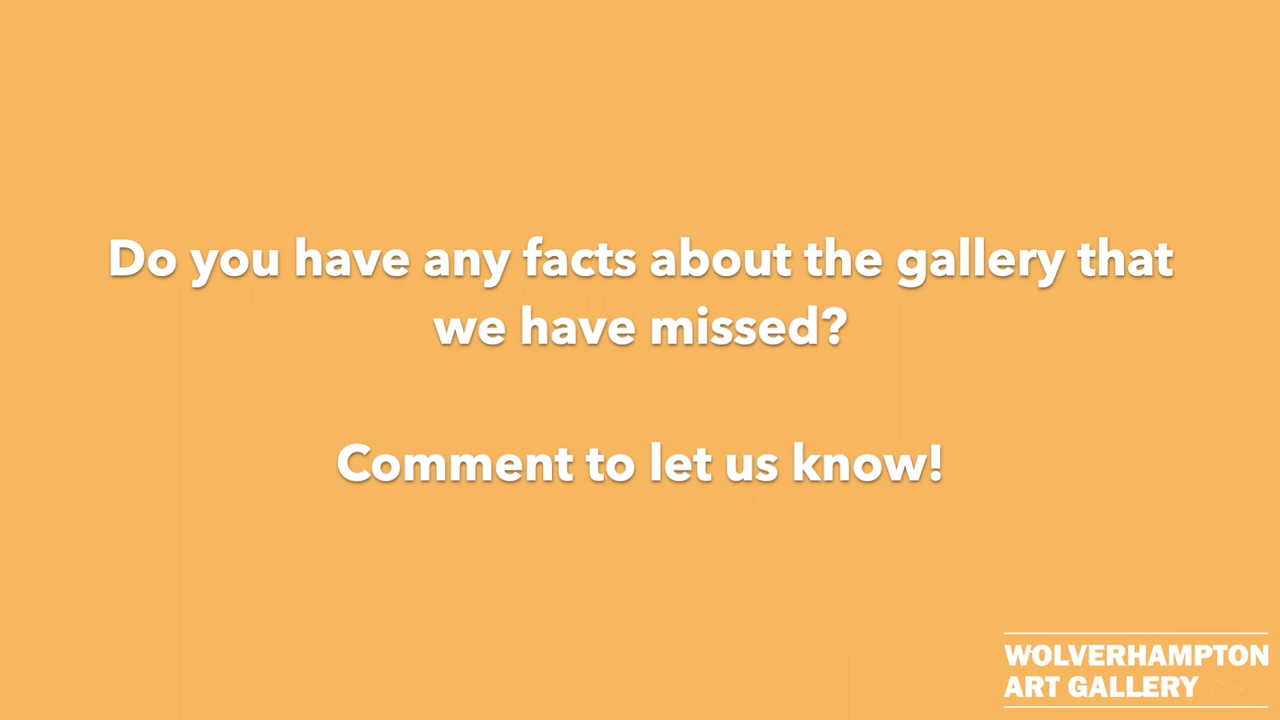 Do you have any facts about the gallery that
we have missed?
Comment to let us know!
WOLVERHAMPTON
ART GALLERY